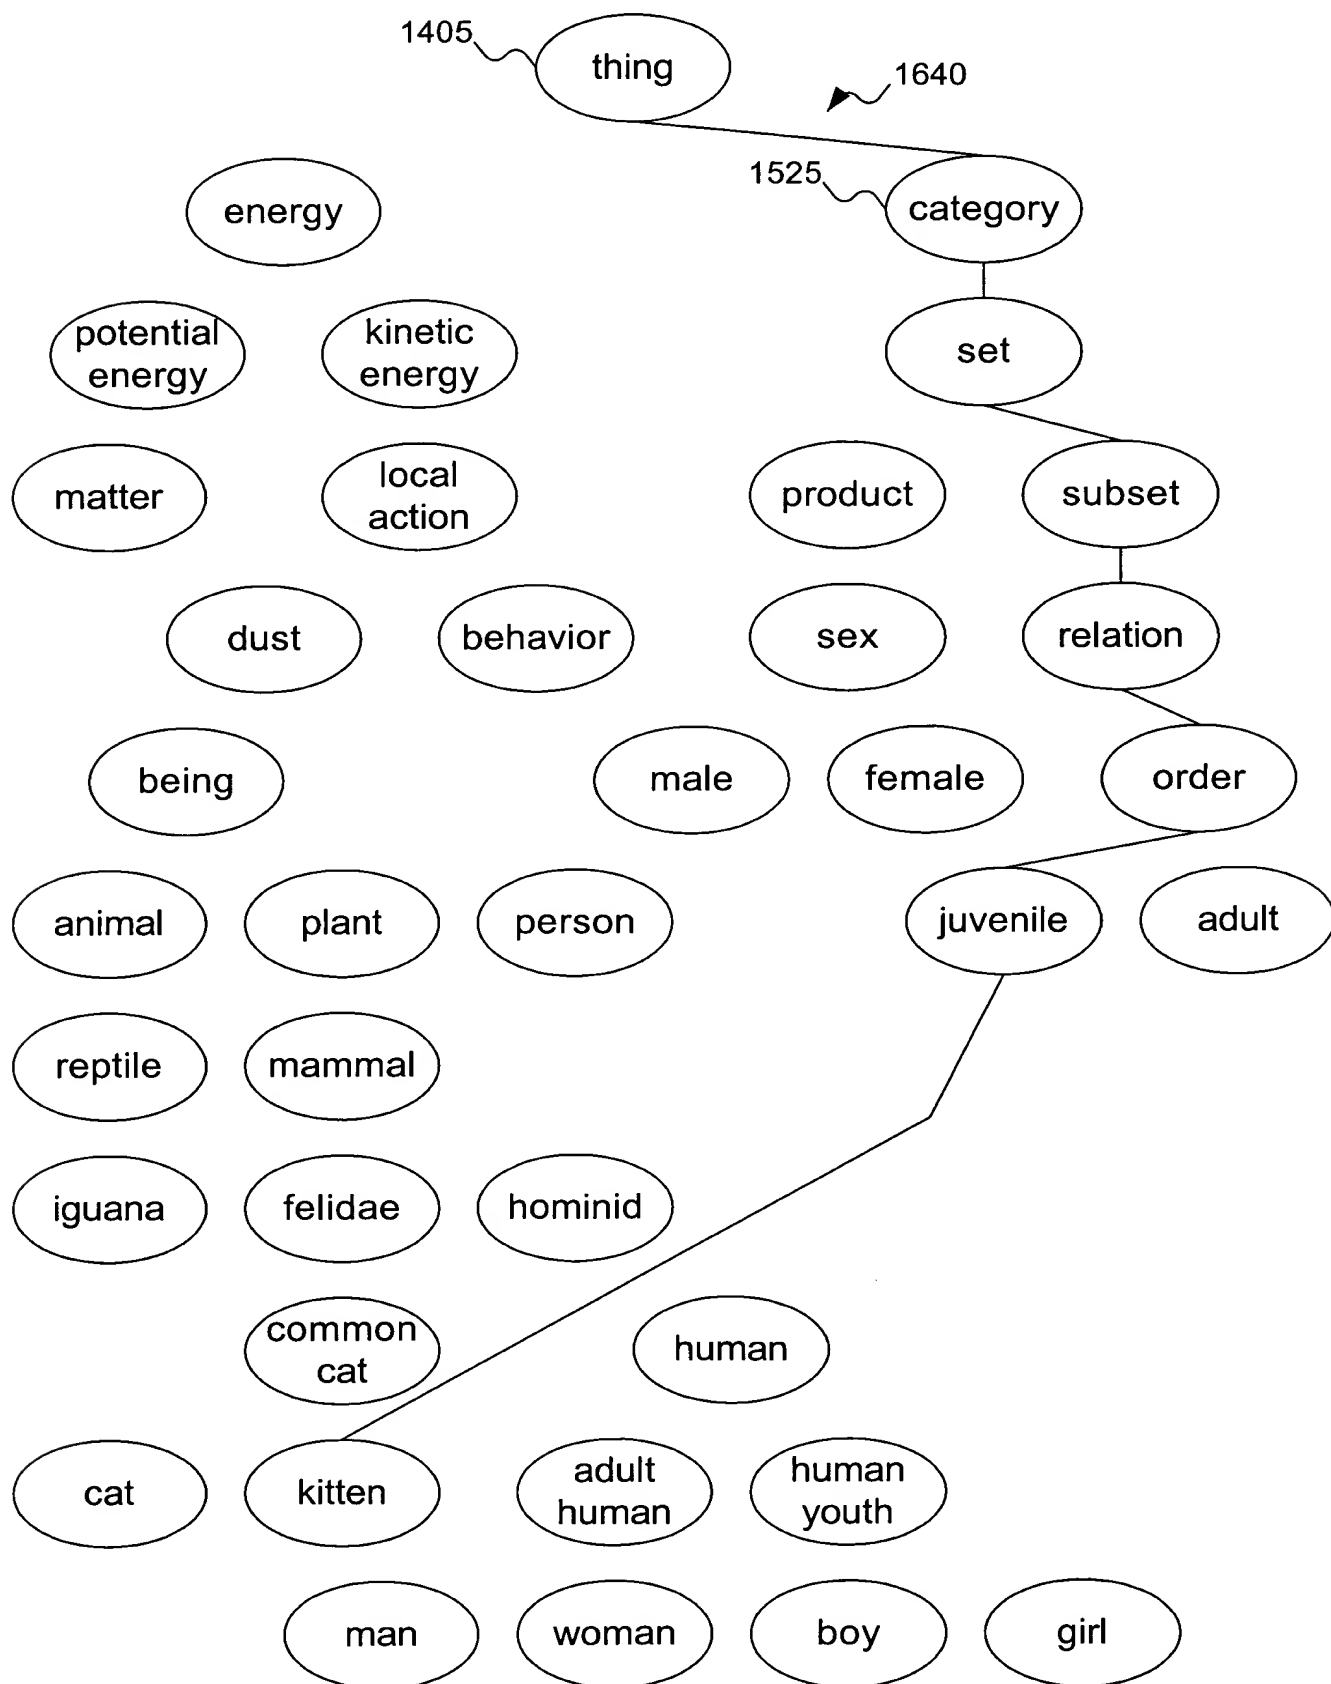 1405
thing
1640
1525
energy
category
potential
energy
kinetic
energy
set
matter
local
action
product
subset
dust
behavior
sex
relation
being
male
female
order
animal
plant
person
juvenile
adult
reptile
mammal
iguana
felidae
hominid
common
cat
human
cat
kitten
adult
human
human
youth
man
woman
boy
girl